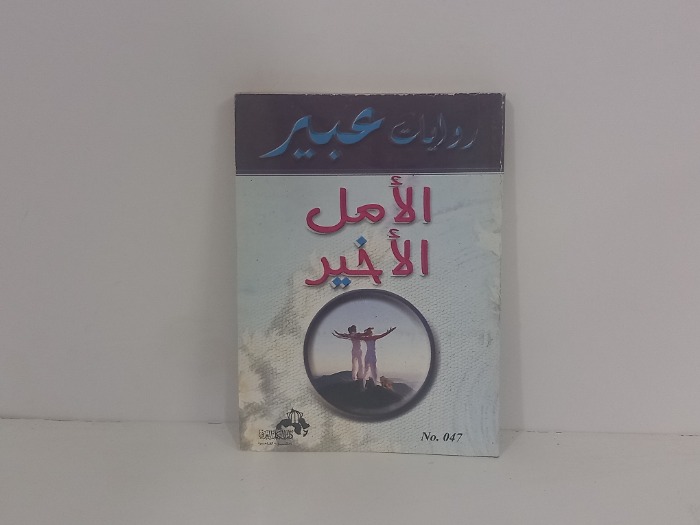 روايات عبير
الأمل
الأخير
No. 047